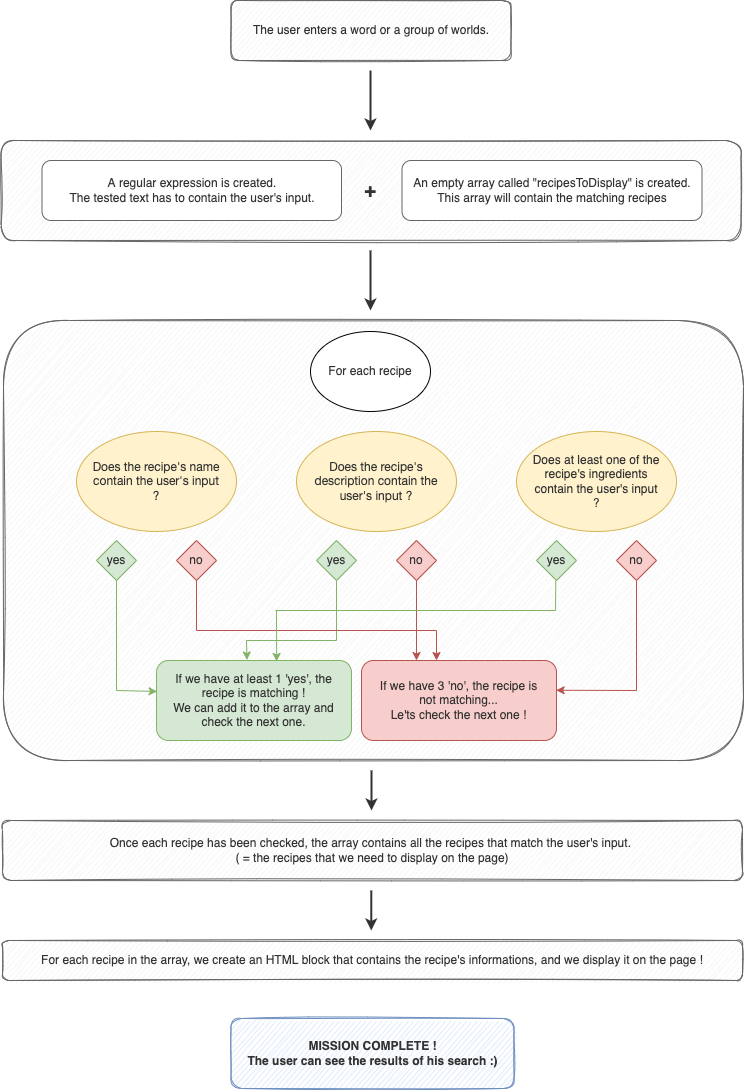 The user enters a word or a group of worlds.
A regular expression is created.
The tested text has to contain the user's input.
+
An empty array called "recipesToDisplay" is created.
This array will contain the matching recipes
For each recipe
Does the recipe's name
contain the user's input
?
Does the recipe's
description contain the
user's input ?
Does at least one of the
recipe's ingredients
contain the user's input
?
yes
no
yes
no
yes
no
If we have at least 1 'yes', the
recipe is matching !
We can add it to the array and
check the next one.
If we have 3 'no', the recipe is
not matching...
Le'ts check the next one !
Once each recipe has been checked, the array contains all the recipes that match the user's input.
( = the recipes that we need to display on the page)
For each recipe in the array, we create an HTML block that contains the recipe's informations, and we display it on the page !
MISSION COMPLETE !
The user can see the results of his search :)